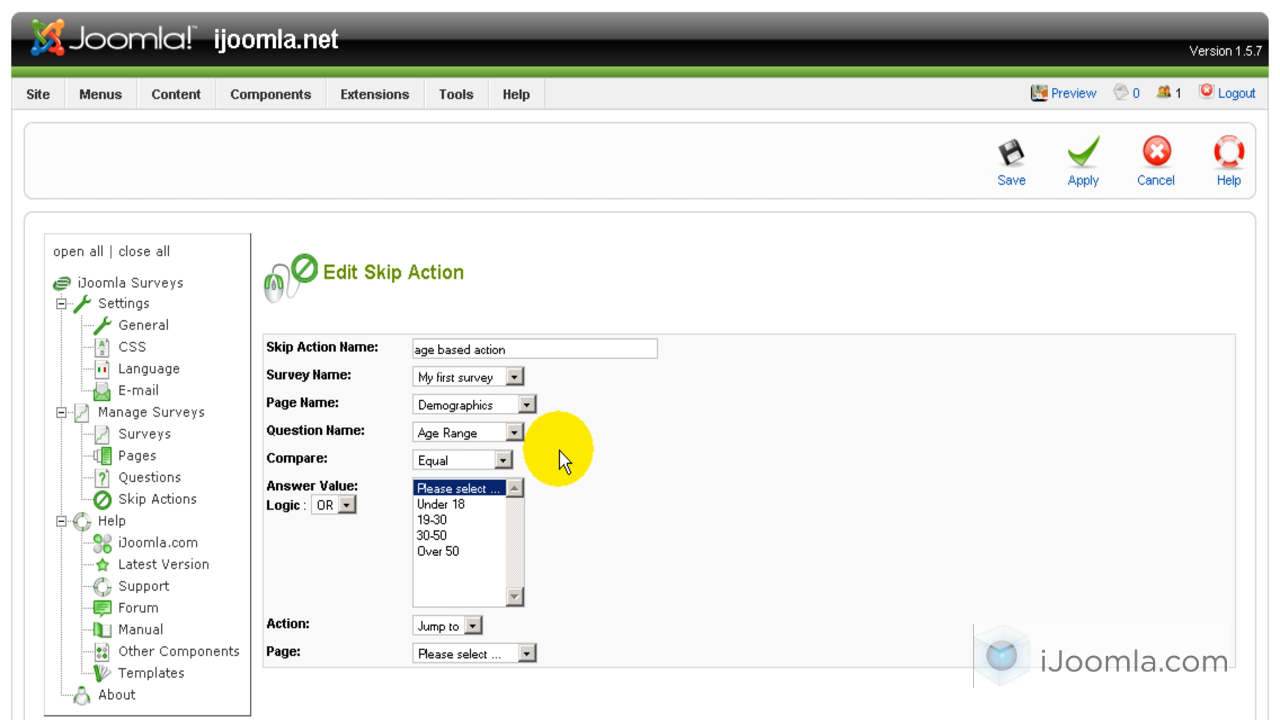 Joomla! ijoomla.net
Version 1.5.7
Site Menus Content Components Extensions Tools Help Preview 0 1 Logout
Save Apply Cancel Help
open all | close all
iJoomla Surveys
Settings
General
CSS
Language
E-mail
Manage Surveys
Surveys
Pages
Questions
Skip Actions
Help
iJoomla.com
Latest Version
Support
Forum
Manual
Other Components
Templates
About
Edit Skip Action
Skip Action Name: age based action
Survey Name: My first survey
Page Name: Demographics
Question Name: Age Range
Compare: Equal
Answer Value: Please select ...
Logic : OR Under 18
19-30
30-50
Over 50
Action: Jump to
Page: Please select ...
iJoomla.com